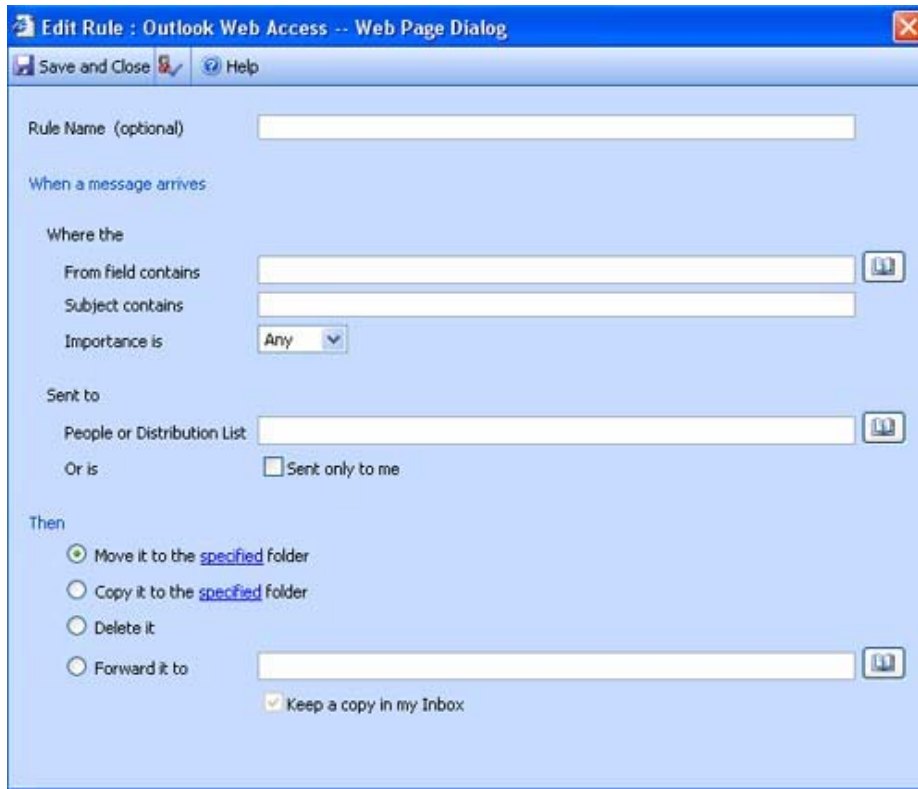 Edit Rule : Outlook Web Access -- Web Page Dialog
Save and Close Help
Rule Name (optional)
When a message arrives
Where the
From field contains
Subject contains
Importance is Any
Sent to
People or Distribution List
Or is Sent only to me
Then
Move it to the specified folder
Copy it to the specified folder
Delete it
Forward it to
Keep a copy in my Inbox